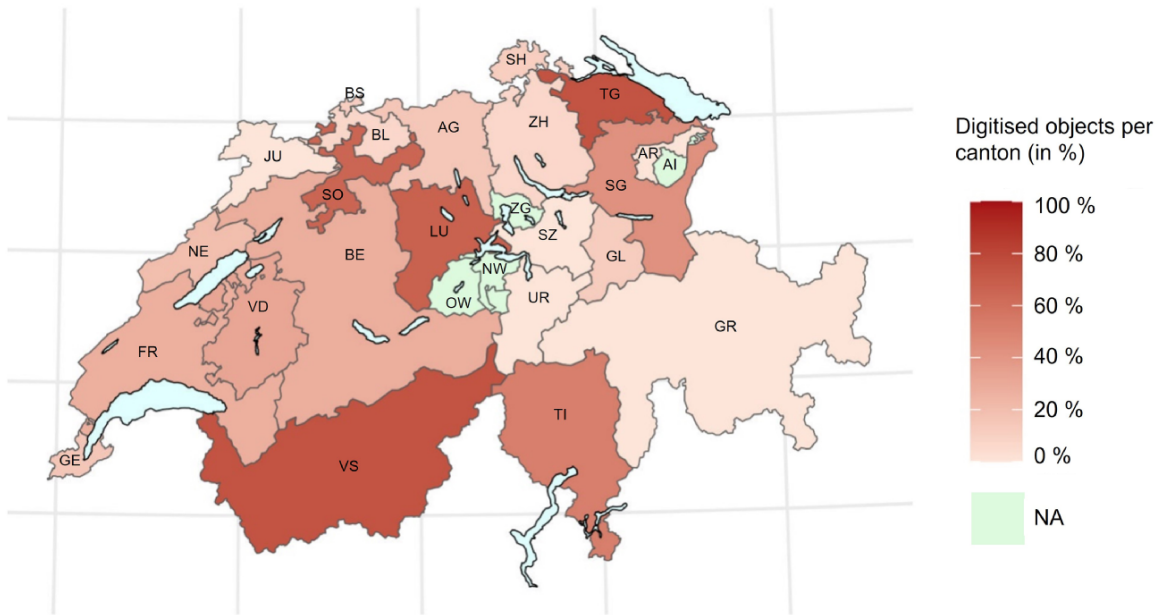 SH
BS
TG
BL
AG
ZH
JU
AR
AI
SO
SG
ZG
LU
SZ
NE
BE
GL
NW
OW
UR
VD
GR
FR
TI
GE
VS
Digitised objects per
canton (in %)
100 %
80 %
60 %
40 %
20 %
0 %
NA